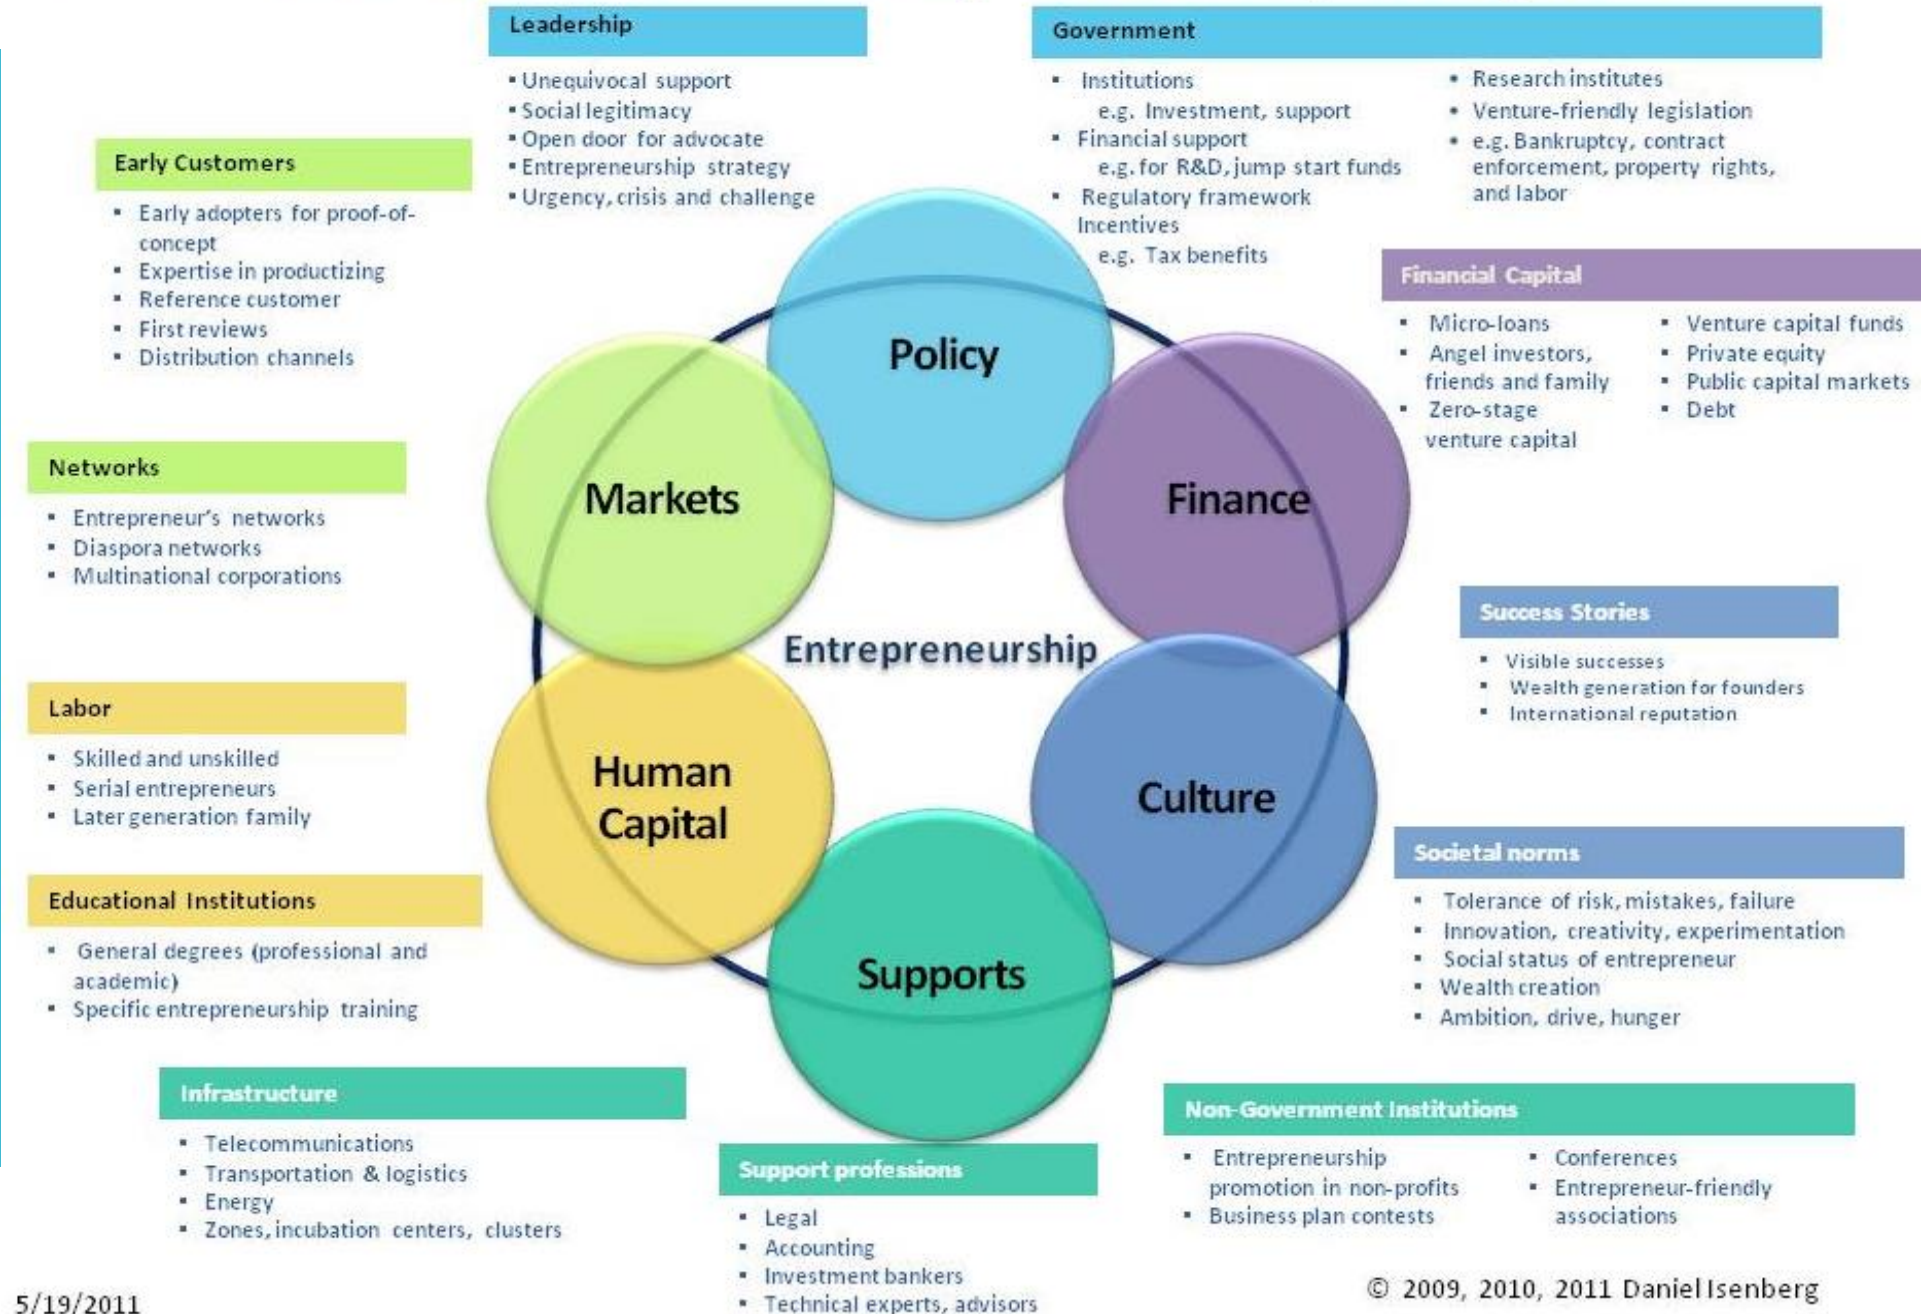 Leadership
▪ Unequivocal support
▪ Social legitimacy
▪ Open door for advocate
▪ Entrepreneurship strategy
▪ Urgency, crisis and challenge
Government
▪ Institutions
e.g. Investment, support
▪ Financial support
e.g. for R&D, jump start funds
▪ Regulatory framework
Incentives
e.g. Tax benefits
▪ Research institutes
▪ Venture-friendly legislation
▪ e.g. Bankruptcy, contract
enforcement, property rights,
and labor
Early Customers
▪ Early adopters for proof-of-
concept
▪ Expertise in productizing
▪ Reference customer
▪ First reviews
▪ Distribution channels
Financial Capital
▪ Micro-loans
▪ Angel investors,
friends and family
▪ Zero-stage
venture capital
▪ Venture capital funds
▪ Private equity
▪ Public capital markets
▪ Debt
Policy
Markets
Finance
Entrepreneurship
Human
Capital
Culture
Supports
Networks
▪ Entrepreneur's networks
▪ Diaspora networks
▪ Multinational corporations
Success Stories
▪ Visible successes
▪ Wealth generation for founders
▪ International reputation
Labor
▪ Skilled and unskilled
▪ Serial entrepreneurs
▪ Later generation family
Societal norms
▪ Tolerance of risk, mistakes, failure
▪ Innovation, creativity, experimentation
▪ Social status of entrepreneur
▪ Wealth creation
▪ Ambition, drive, hunger
Educational Institutions
▪ General degrees (professional and
academic)
▪ Specific entrepreneurship training
Infrastructure
▪ Telecommunications
▪ Transportation & logistics
▪ Energy
▪ Zones, incubation centers, clusters
Support professions
▪ Legal
▪ Accounting
▪ Investment bankers
▪ Technical experts, advisors
Non-Government Institutions
▪ Entrepreneurship
promotion in non-profits
▪ Business plan contests
▪ Conferences
▪ Entrepreneur-friendly
associations
5/19/2011
© 2009, 2010, 2011 Daniel Isenberg